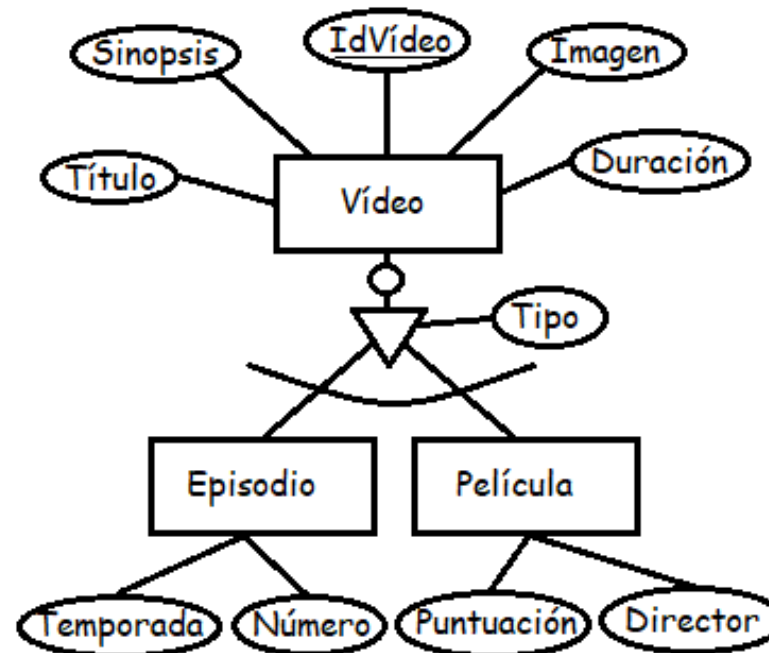 Sinopsis
IdVídeo
Imagen
Título
Vídeo
Duración
Tipo
Episodio
Película
Temporada
Número
Puntuación
Director